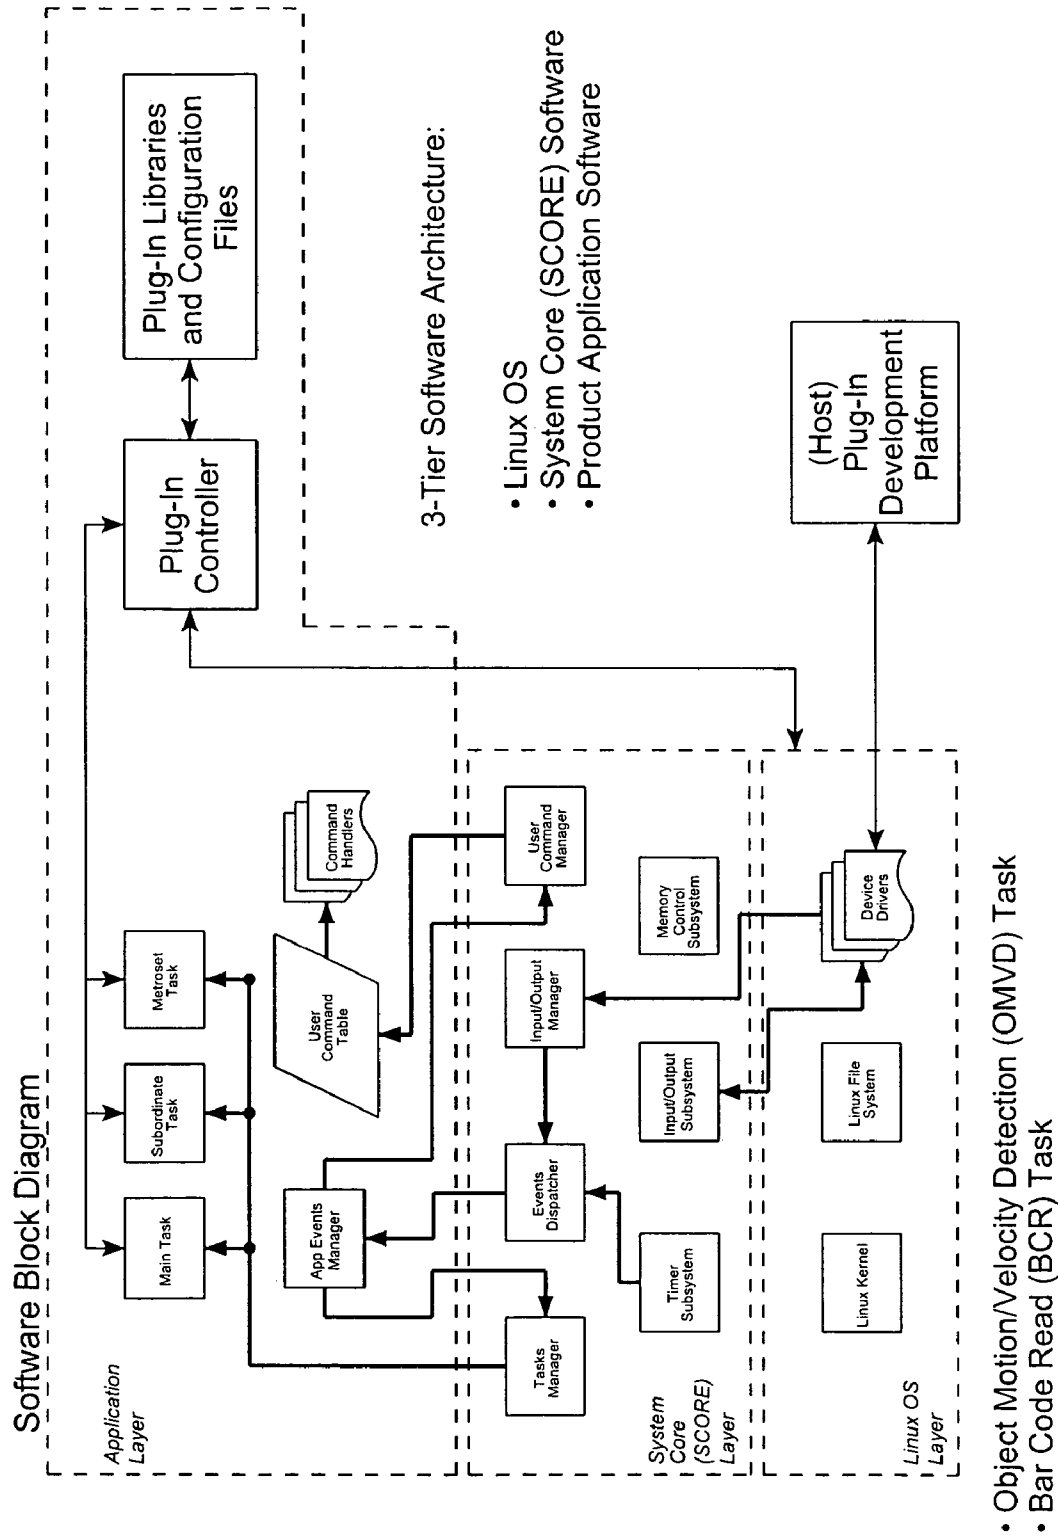 Software Block Diagram
Application
Layer
Main Task
Subordinate
Task
Metroset
Task
Plug-In
Controller
Plug-In Libraries
and Configuration
Files
App Events
Manager
User
Command
Table
Command
Handlers
3-Tier Software Architecture:
• Linux OS
• System Core (SCORE) Software
• Product Application Software
System
Core
(SCORE)
Layer
Tasks
Manager
Events
Dispatcher
Input/Output
Manager
User
Command
Manager
Timer
Subsystem
Input/Output
Subsystem
Memory
Control
Subsystem
Linux OS
Layer
Linux Kernel
Linux File
System
Device
Drivers
(Host)
Plug-In
Development
Platform
• Object Motion/Velocity Detection (OMVD) Task
• Bar Code Read (BCR) Task